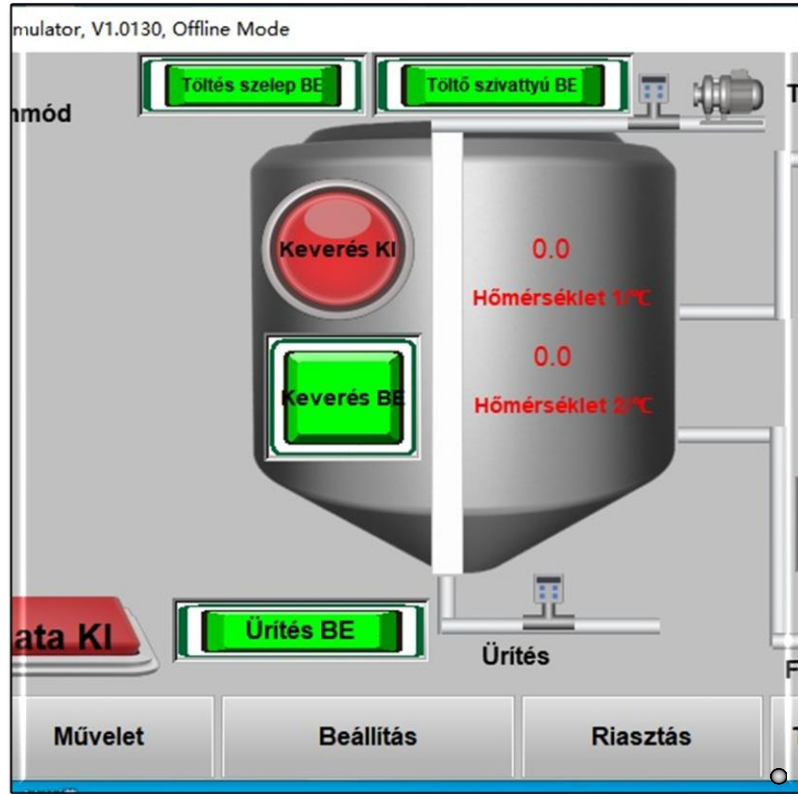 mulator, V1.0130, Offline Mode
Töltés szelep BE
Töltő szivattyú BE
mód
Keverés KI
0.0
Hőmérséklet 1/℃
0.0
Keverés BE
Hőmérséklet 2/℃
ata KI
Ürítés BE
Ürítés
Művelet
Beállítás
Riasztás